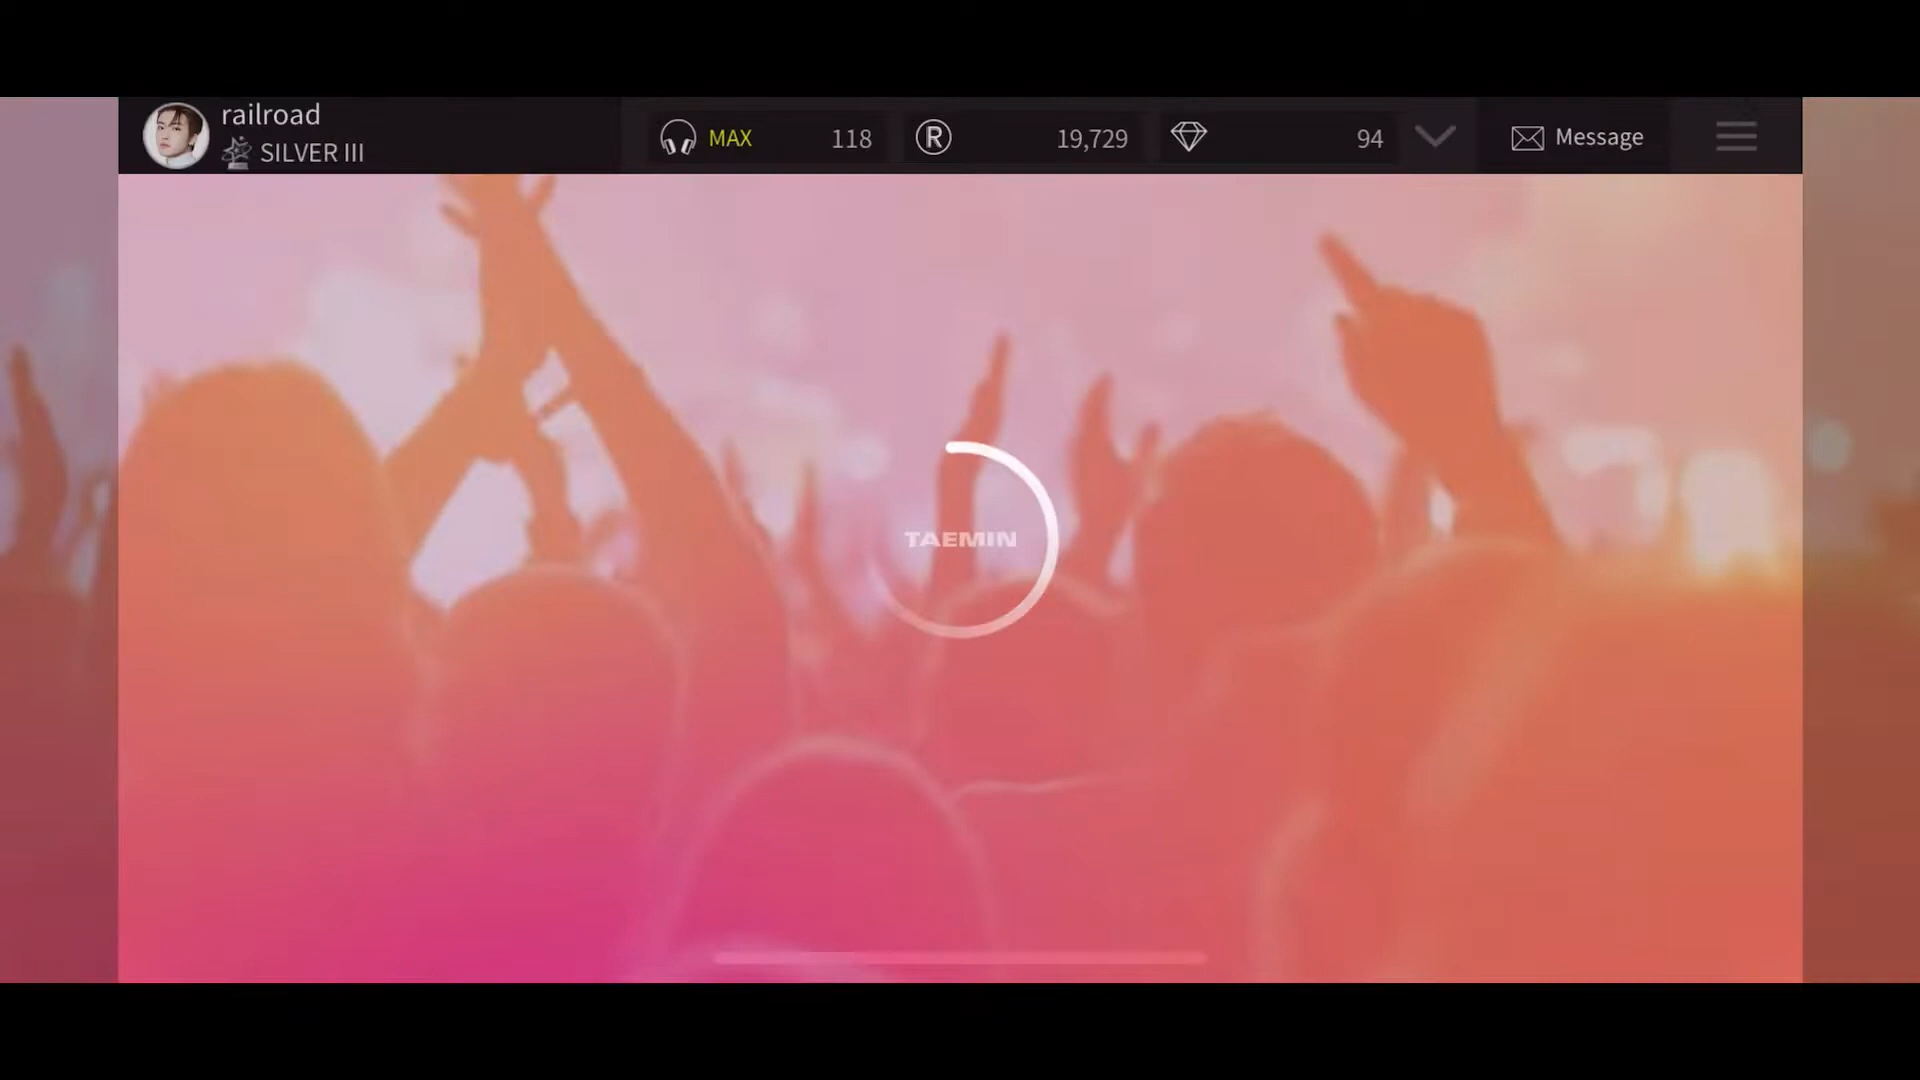 railroad
SILVER III
MAX 118
R 19,729
94
Message
TAEMIN